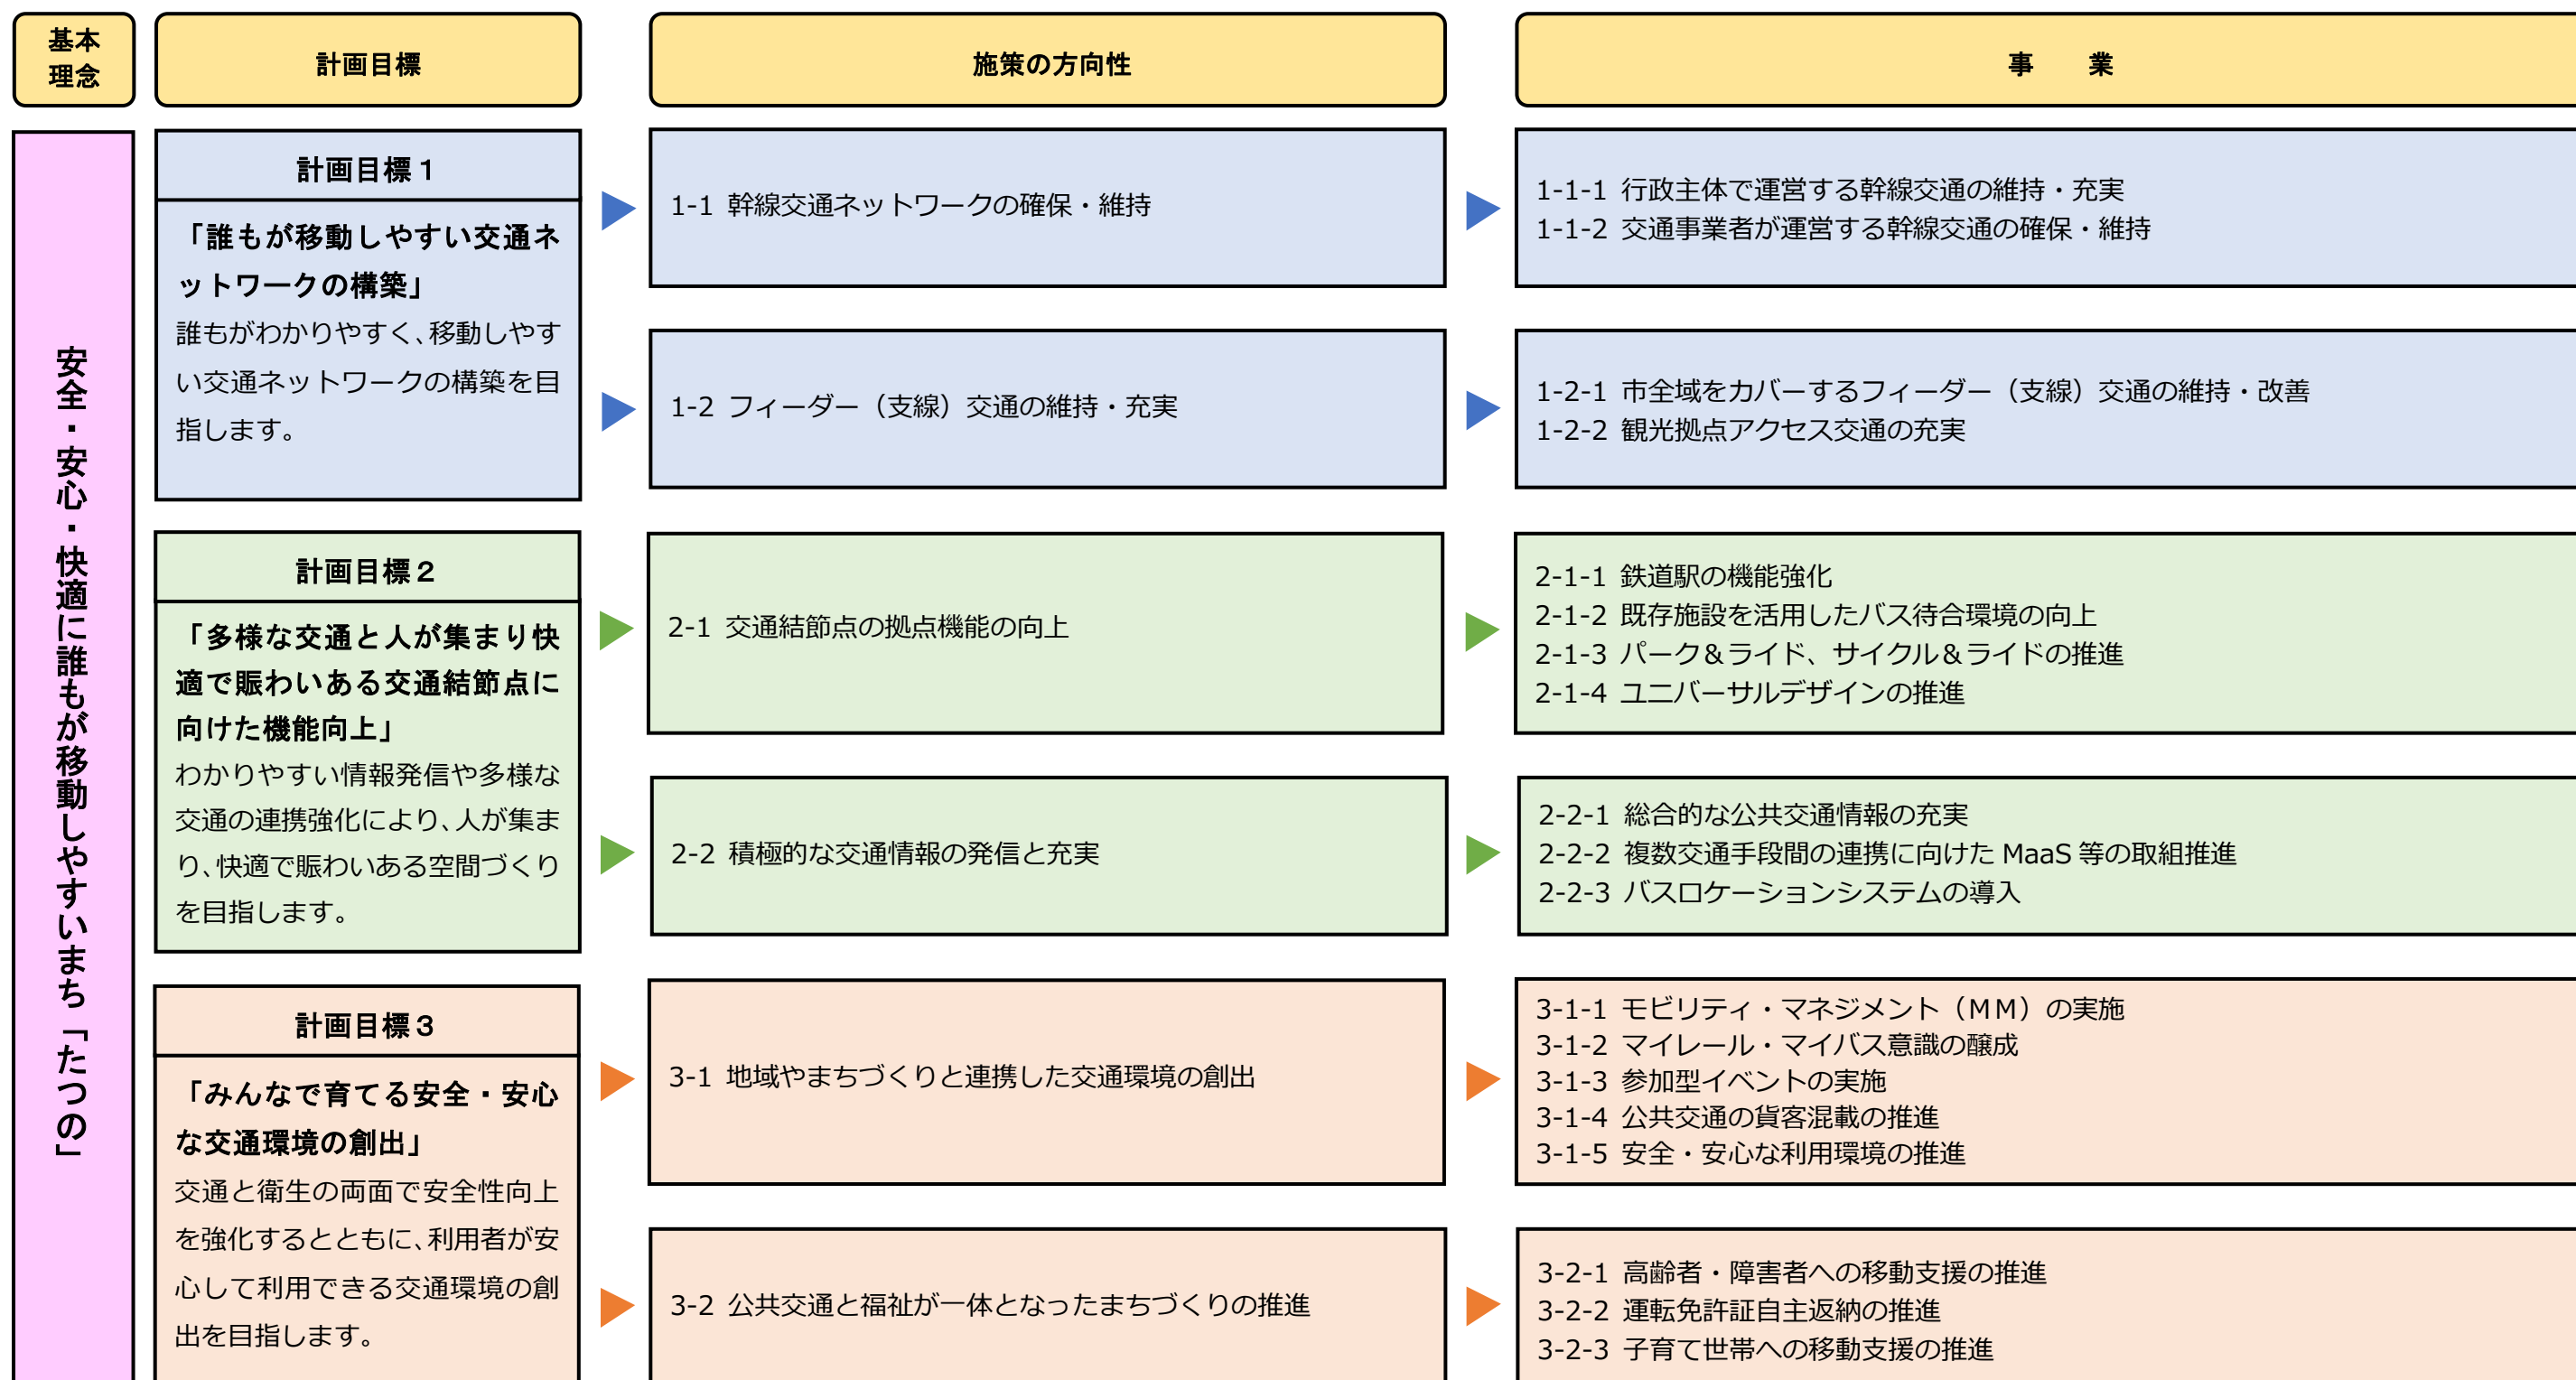 基本
理念
計画目標
施策の方向性
事　業
安全・安心・快適に誰もが移動しやすいまち「たつの」
計画目標１
「誰もが移動しやすい交通ネ
ットワークの構築」
誰もがわかりやすく、移動しやす
い交通ネットワークの構築を目
指します。
1-1 幹線交通ネットワークの確保・維持
1-1-1 行政主体で運営する幹線交通の維持・充実
1-1-2 交通事業者が運営する幹線交通の確保・維持
1-2 フィーダー（支線）交通の維持・充実
1-2-1 市全域をカバーするフィーダー（支線）交通の維持・改善
1-2-2 観光拠点アクセス交通の充実
計画目標２
「多様な交通と人が集まり快
適で賑わいある交通結節点に
向けた機能向上」
わかりやすい情報発信や多様な
交通の連携強化により、人が集ま
り、快適で賑わいある空間づくり
を目指します。
2-1 交通結節点の拠点機能の向上
2-1-1 鉄道駅の機能強化
2-1-2 既存施設を活用したバス待合環境の向上
2-1-3 パーク＆ライド、サイクル＆ライドの推進
2-1-4 ユニバーサルデザインの推進
2-2 積極的な交通情報の発信と充実
2-2-1 総合的な公共交通情報の充実
2-2-2 複数交通手段間の連携に向けた MaaS 等の取組推進
2-2-3 バスロケーションシステムの導入
計画目標３
「みんなで育てる安全・安心
な交通環境の創出」
交通と衛生の両面で安全性向上
を強化するとともに、利用者が安
心して利用できる交通環境の創
出を目指します。
3-1 地域やまちづくりと連携した交通環境の創出
3-1-1 モビリティ・マネジメント（ＭＭ）の実施
3-1-2 マイレール・マイバス意識の醸成
3-1-3 参加型イベントの実施
3-1-4 公共交通の貨客混載の推進
3-1-5 安全・安心な利用環境の推進
3-2 公共交通と福祉が一体となったまちづくりの推進
3-2-1 高齢者・障害者への移動支援の推進
3-2-2 運転免許証自主返納の推進
3-2-3 子育て世帯への移動支援の推進